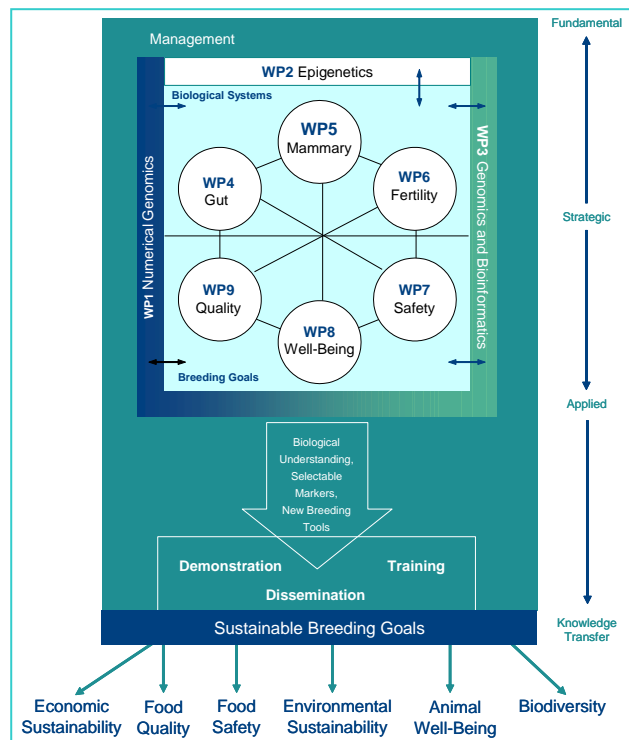 Fundamental
Management
WP2 Epigenetics
Biological Systems
WP5
Mammary
WP4
Gut
WP6
Fertility
WP1 Numerical Genomics
WP3 Genomics and Bioinformatics
Strategic
WP9
Quality
WP7
Safety
WP8
Well-Being
Breeding Goals
Applied
Biological
Understanding,
Selectable
Markers,
New Breeding
Tools
Demonstration
Training
Dissemination
Sustainable Breeding Goals
Knowledge
Transfer
Economic
Sustainability
Food
Quality
Food
Safety
Environmental
Sustainability
Animal
Well-Being
Biodiversity